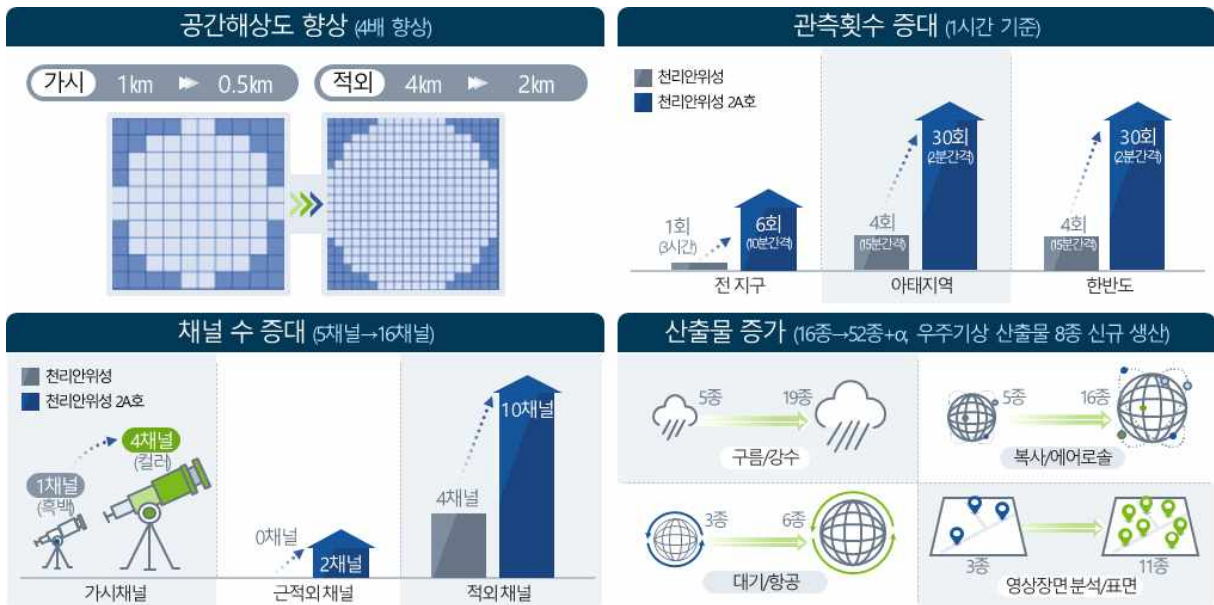 공간해상도 향상 (4배 향상)
가시 1km 0.5km
적외 4km 2km
관측횟수 증대 (1시간 기준)
천리안위성
천리안위성 2A호
1회
(3시간)
6회
(10분간격)
전 지구
4회
(15분간격)
30회
(2분간격)
아태지역
4회
(15분간격)
30회
(2분간격)
한반도
채널 수 증대 (5채널→16채널)
천리안위성
천리안위성 2A호
1채널
(흑백)
4채널
(컬러)
가시채널
0채널
2채널
근적외채널
4채널
10채널
적외채널
산출물 증가 (16종→52종+α, 우주기상 산출물 8종 신규 생산)
5종 19종
구름/강수
5종 16종
복사/에어로솔
3종 6종
대기/항공
3종 11종
영상장면 분석/표면